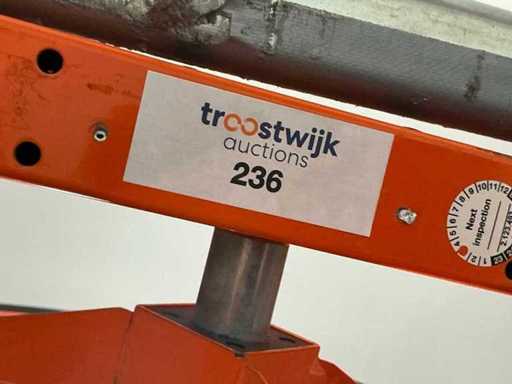 troostwijk
auctions
236
Next
inspection